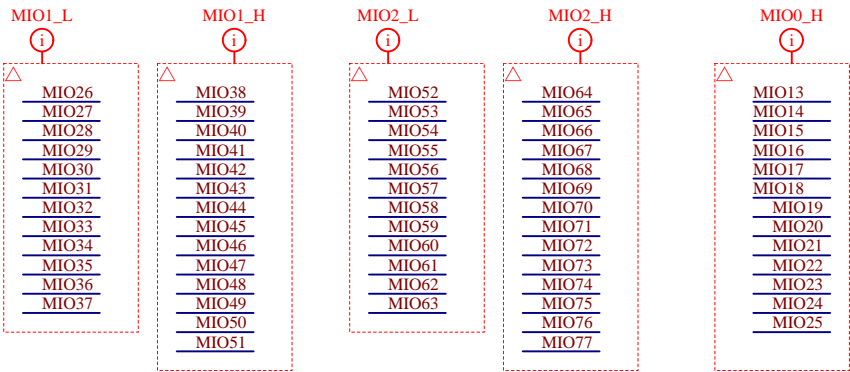 MIO1_L
i
MIO26
MIO27
MIO28
MIO29
MIO30
MIO31
MIO32
MIO33
MIO34
MIO35
MIO36
MIO37
MIO1_H
i
MIO38
MIO39
MIO40
MIO41
MIO42
MIO43
MIO44
MIO45
MIO46
MIO47
MIO48
MIO49
MIO50
MIO51
MIO2_L
i
MIO52
MIO53
MIO54
MIO55
MIO56
MIO57
MIO58
MIO59
MIO60
MIO61
MIO62
MIO63
MIO2_H
i
MIO64
MIO65
MIO66
MIO67
MIO68
MIO69
MIO70
MIO71
MIO72
MIO73
MIO74
MIO75
MIO76
MIO77
MIO0_H
i
MIO13
MIO14
MIO15
MIO16
MIO17
MIO18
MIO19
MIO20
MIO21
MIO22
MIO23
MIO24
MIO25